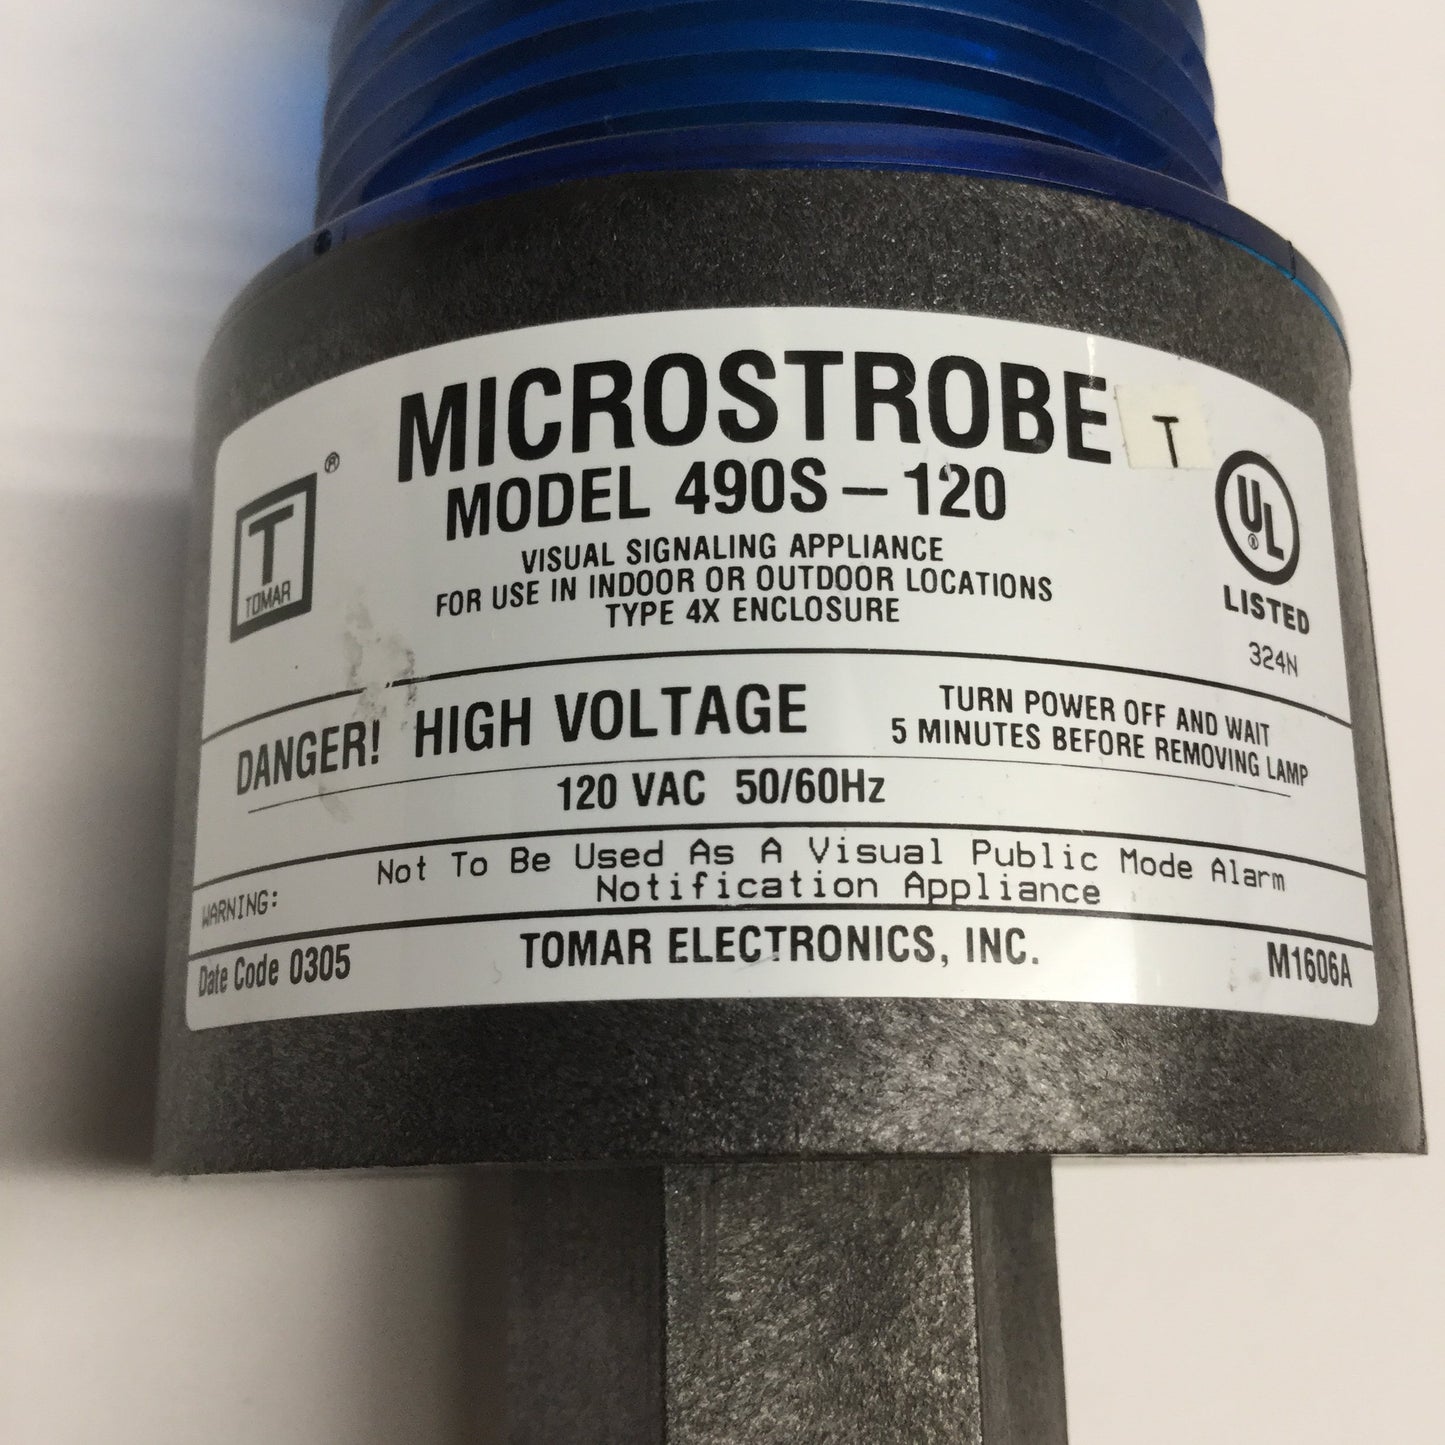 MICROSTROBE T
MODEL 490S – 120
VISUAL SIGNALING APPLIANCE
FOR USE IN INDOOR OR OUTDOOR LOCATIONS
TYPE 4X ENCLOSURE
T
TOMAR
®
UL
®
LISTED
324N
DANGER! HIGH VOLTAGE
TURN POWER OFF AND WAIT
5 MINUTES BEFORE REMOVING LAMP
120 VAC 50/60Hz
WARNING: Not To Be Used As A Visual Public Mode Alarm
Notification Appliance
Date Code 0305 TOMAR ELECTRONICS, INC. M1606A